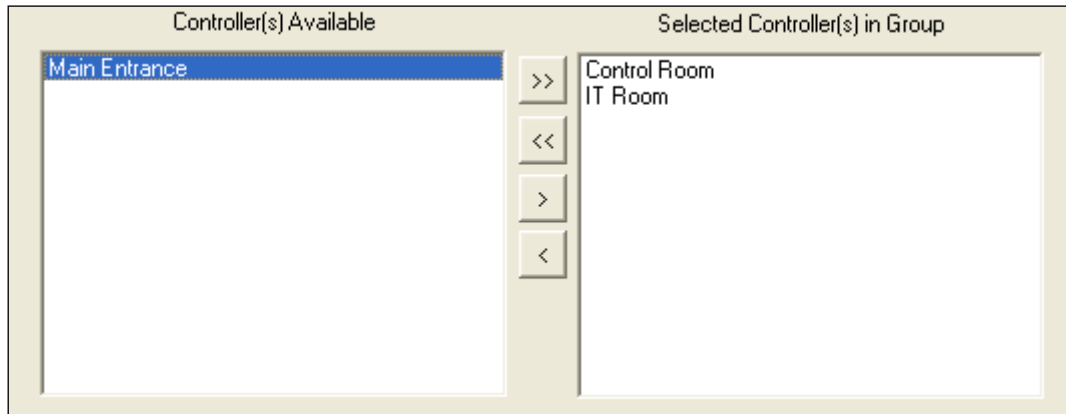 Controller(s) Available
Selected Controller(s) in Group
Main Entrance
>>
<<
>
<
Control Room
IT Room